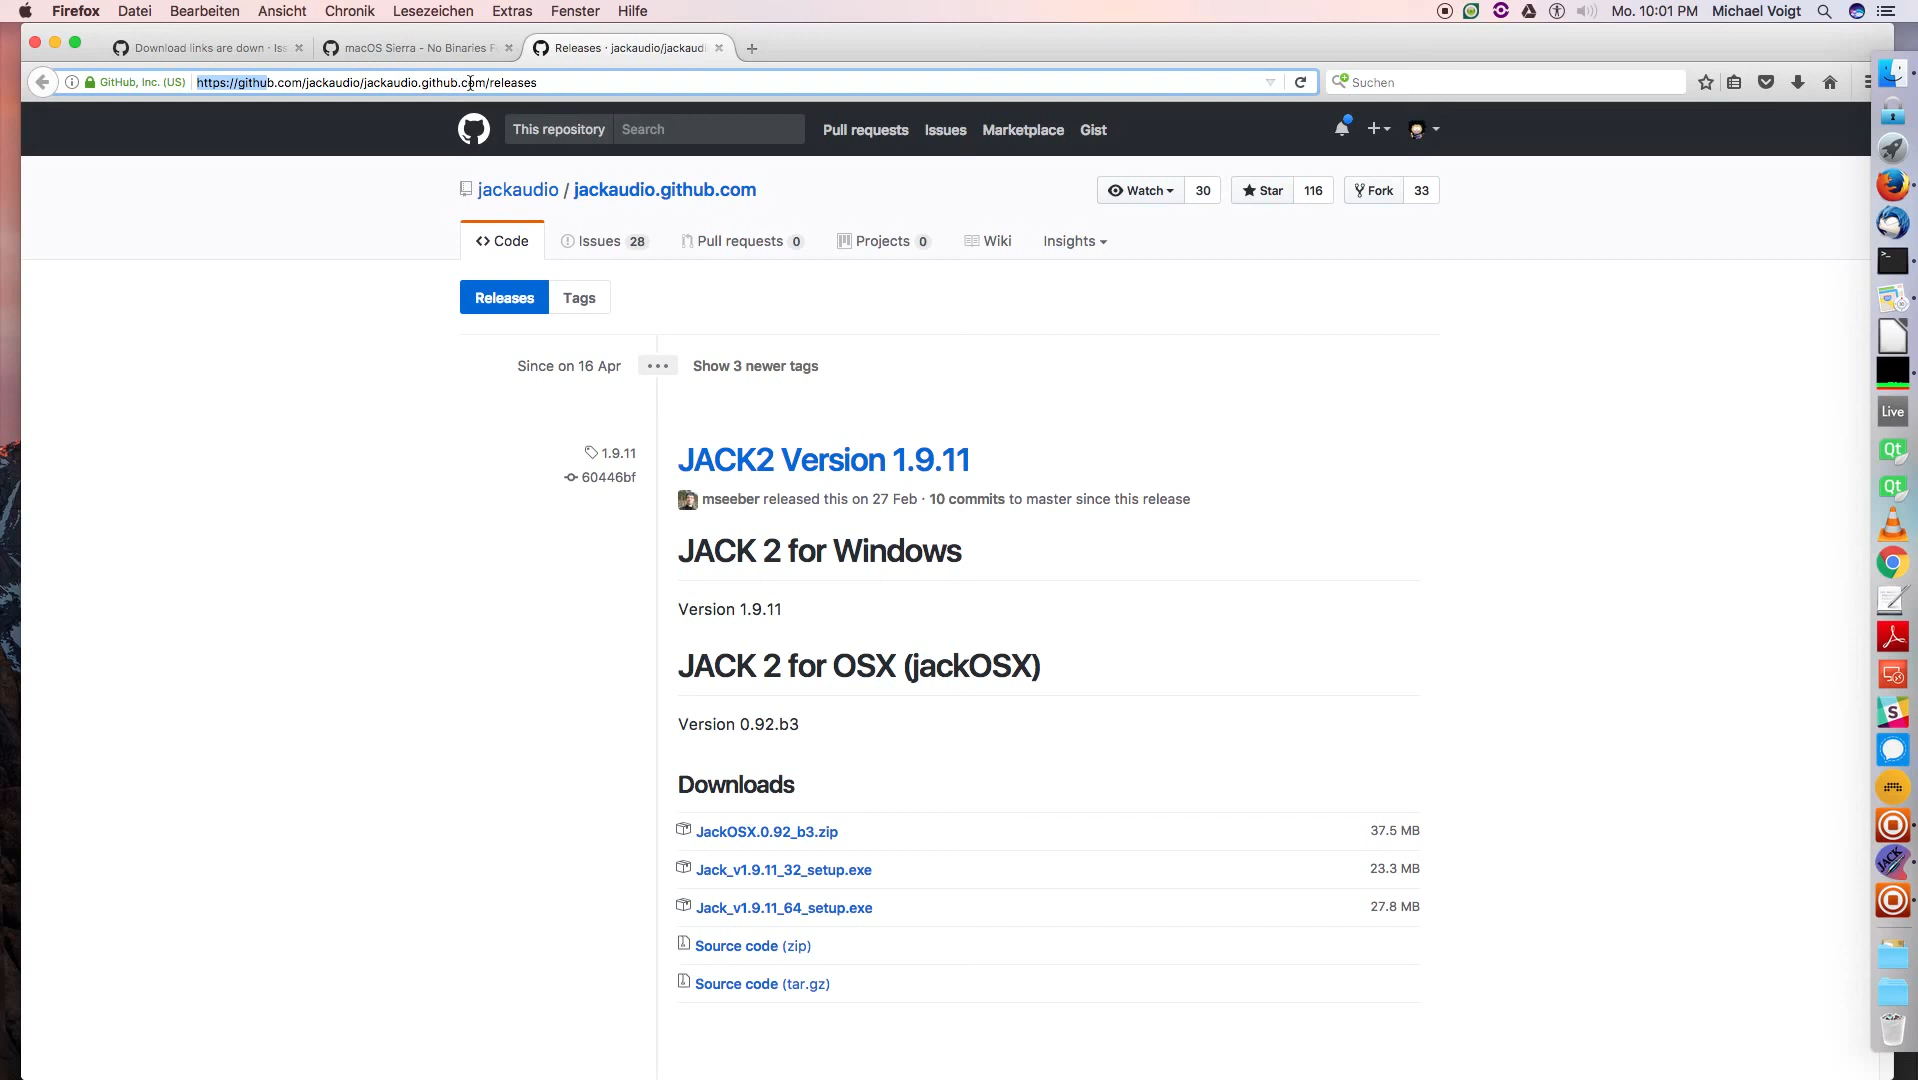 Firefox Datei Bearbeiten Ansicht Chronik Lesezeichen Extras Fenster Hilfe Mo. 10:01 PM Michael Voigt
Download links are down · Iss macOS Sierra - No Binaries F Releases · jackaudio/jackaudi
GitHub, Inc. (US) https://github.com/jackaudio/jackaudio.github.com/releases Suchen
This repository Search Pull requests Issues Marketplace Gist
jackaudio / jackaudio.github.com Watch 30 Star 116 Fork 33
Code Issues 28 Pull requests 0 Projects 0 Wiki Insights
Releases Tags
Since on 16 Apr Show 3 newer tags
1.9.11
60446bf
JACK2 Version 1.9.11
mseeber released this on 27 Feb · 10 commits to master since this release
JACK 2 for Windows
Version 1.9.11
JACK 2 for OSX (jackOSX)
Version 0.92.b3
Downloads
JackOSX.0.92_b3.zip 37.5 MB
Jack_v1.9.11_32_setup.exe 23.3 MB
Jack_v1.9.11_64_setup.exe 27.8 MB
Source code (zip)
Source code (tar.gz)
Live
Qt
Qt
JACK